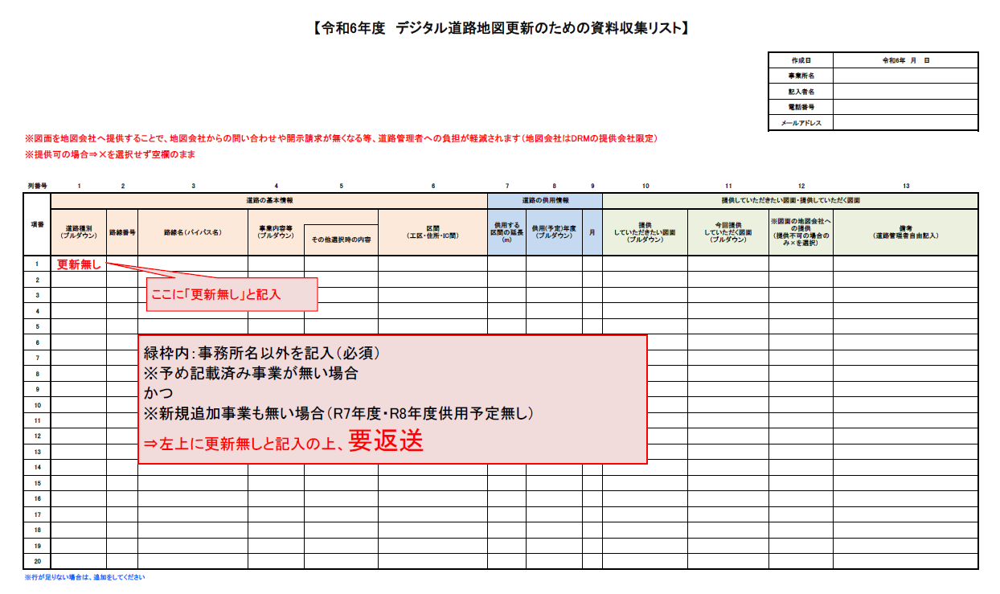 【令和6年度　デジタル道路地図更新のための資料収集リスト】
作成日　令和6年　月　日
事業所名
記入者名
電話番号
メールアドレス
※図面を地図会社へ提供することで、地図会社からの問い合わせや開示請求が無くなる等、道路管理者への負担が軽減されます（地図会社はDRMの提供会社限定）
※提供可の場合⇒×を選択せず空欄のまま
列番号　1　2　3　4　5　6　7　8　9　10　11　12　13
項番
道路の基本情報
道路の供用情報
提供していただきたい図面・提供していただく図面
道路種別
（プルダウン）
路線番号
路線名（バイパス名）
事業内容等
（プルダウン）
その他選択時の内容
区間
（工区・住所・IC間）
供用する
区間の延長
（m）
供用(予定)年度
（プルダウン）
月
提供
していただきたい図面
（プルダウン）
今回提供
していただく図面
（プルダウン）
※図面の地図会社へ
の提供
（提供不可の場合の
み×を選択）
備考
（道路管理者自由記入）
1　更新無し
2
ここに「更新無し」と記入
3
4
5
6
緑枠内：事務所名以外を記入（必須）
7
※予め記載済み事業が無い場合
8
かつ
9
※新規追加事業も無い場合（R7年度・R8年度供用予定無し）
10
⇒左上に更新無しと記入の上、要返送
11
12
13
14
15
16
17
18
19
20
※行が足りない場合は、追加をしてください